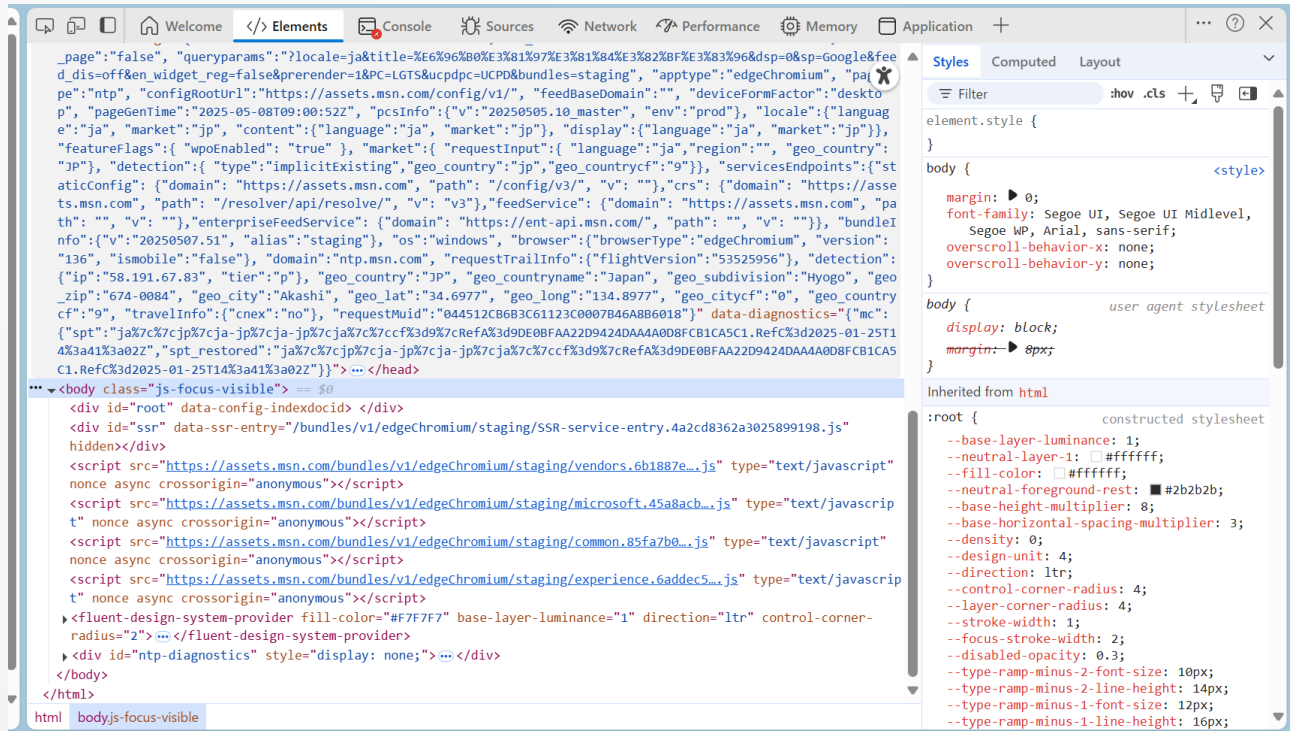 Welcome
Elements
Console
Sources
Network
Performance
Memory
Application
_page":"false", "queryparams":"?locale=ja&title=%E6%96%B0%E3%81%97%E3%81%84%E3%82%BF%E3%83%96&dsp=0&sp=Google&fee
d_dis=off&en_widget_reg=false&prerender=1&PC=LGTS&ucpdpc=UCPD&bundles=staging", "apptype":"edgeChromium",
pe":"ntp", "configRootUrl":"https://assets.msn.com/config/v1/", "feedBaseDomain":"", "deviceFormFactor":"deskto
p", "pageGenTime":"2025-05-08T09:00:52Z", "pcsInfo":{"v":"20250505.10_master", "env":"prod"}, "locale":{"languag
e":"ja", "market":"jp", "content":{"language":"ja", "market":"jp"}, "display":{"language":"ja", "market":"jp"}},
"featureFlags":{ "wpoEnabled": "true" }, "market":{ "requestInput":{ "language":"ja","region":"", "geo_country":
"JP"}, "detection":{ "type":"implicitExisting","geo_country":"jp","geo_countrycf":"9"}}, "servicesEndpoints":{"st
aticConfig": {"domain": "https://assets.msn.com", "path": "/config/v3/", "v": ""},"crs": {"domain": "https://asse
ts.msn.com", "path": "/resolver/api/resolve/", "v": "v3"},"feedService": {"domain": "https://assets.msn.com", "pa
th": "", "v": ""},"enterpriseFeedService": {"domain": "https://ent-api.msn.com/", "path": "", "v": ""}}, "bundleI
nfo":{"v":"20250507.51", "alias":"staging"}, "os":"windows", "browser":{"browserType":"edgeChromium", "version":
"136", "ismobile":"false"}, "domain":"ntp.msn.com", "requestTrailInfo":{"flightVersion":"53525956"}, "detection":
{"ip":"58.191.67.83", "tier":"p"}, "geo_country":"JP", "geo_countryname":"Japan", "geo_subdivision":"Hyogo", "geo
_zip":"674-0084", "geo_city":"Akashi", "geo_lat":"34.6977", "geo_long":"134.8977", "geo_citycf":"0", "geo_country
cf":"9", "travelInfo":{"cnex":"no"}, "requestMuid":"044512CB6B3C61123C0007B46A8B6018"}" data-diagnostics="{"mc":
{"spt":"ja%7c%7cjp%7cja-jp%7cja-jp%7cja%7c%7ccf%3d9%7cRefA%3d9DE0BFAA22D9424DAA4A0D8FCB1CA5C1.RefC%3d2025-01-25T1
4%3a41%3a02Z","spt_restored":"ja%7c%7cjp%7cja-jp%7cja-jp%7cja%7c%7ccf%3d9%7cRefA%3d9DE0BFAA22D9424DAA4A0D8FCB1CA5
C1.RefC%3d2025-01-25T14%3a41%3a02Z"}}">…</head>
<body class="js-focus-visible"> == $0
<div id="root" data-config-indexdocid> </div>
<div id="ssr" data-ssr-entry="/bundles/v1/edgeChromium/staging/SSR-service-entry.4a2cd8362a3025899198.js"
hidden></div>
<script src="https://assets.msn.com/bundles/v1/edgeChromium/staging/vendors.6b1887e….js" type="text/javascript"
nonce async crossorigin="anonymous"></script>
<script src="https://assets.msn.com/bundles/v1/edgeChromium/staging/microsoft.45a8acb….js" type="text/javascrip
t" nonce async crossorigin="anonymous"></script>
<script src="https://assets.msn.com/bundles/v1/edgeChromium/staging/common.85fa7b0….js" type="text/javascript"
nonce async crossorigin="anonymous"></script>
<script src="https://assets.msn.com/bundles/v1/edgeChromium/staging/experience.6addec5….js" type="text/javascrip
t" nonce async crossorigin="anonymous"></script>
<fluent-design-system-provider fill-color="#F7F7F7" base-layer-luminance="1" direction="ltr" control-corner-
radius="2">…</fluent-design-system-provider>
<div id="ntp-diagnostics" style="display: none;">…</div>
</body>
</html>
html body.js-focus-visible
Styles Computed Layout
Filter :hov .cls
element.style {
}
body { <style>
margin: 0;
font-family: Segoe UI, Segoe UI Midlevel,
Segoe WP, Arial, sans-serif;
overscroll-behavior-x: none;
overscroll-behavior-y: none;
}
body { user agent stylesheet
display: block;
margin: 8px;
}
Inherited from html
:root { constructed stylesheet
--base-layer-luminance: 1;
--neutral-layer-1: #ffffff;
--fill-color: #ffffff;
--neutral-foreground-rest: #2b2b2b;
--base-height-multiplier: 8;
--base-horizontal-spacing-multiplier: 3;
--density: 0;
--design-unit: 4;
--direction: ltr;
--control-corner-radius: 4;
--layer-corner-radius: 4;
--stroke-width: 1;
--focus-stroke-width: 2;
--disabled-opacity: 0.3;
--type-ramp-minus-2-font-size: 10px;
--type-ramp-minus-2-line-height: 14px;
--type-ramp-minus-1-font-size: 12px;
--type-ramp-minus-1-line-height: 16px;